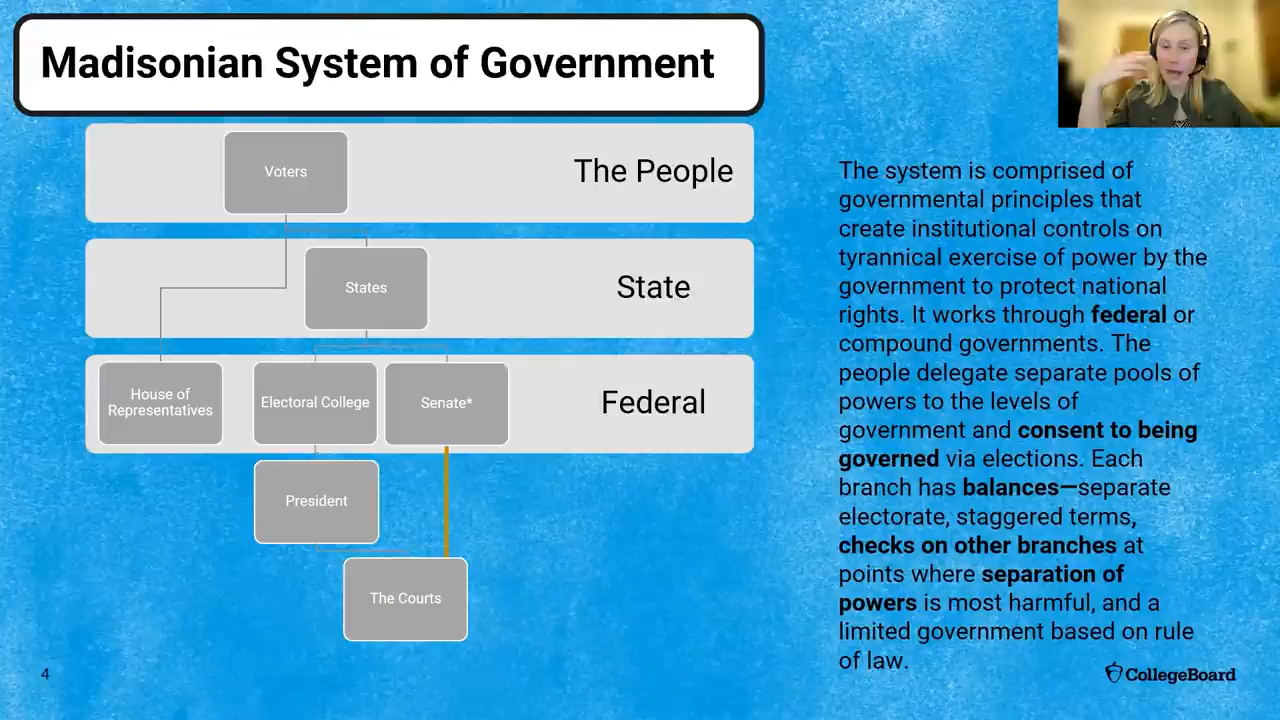 Madisonian System of Government
Voters
The People
States
State
House of
Representatives
Electoral College
Senate*
Federal
President
The Courts
The system is comprised of
governmental principles that
create institutional controls on
tyrannical exercise of power by the
government to protect national
rights. It works through federal or
compound governments. The
people delegate separate pools of
powers to the levels of
government and consent to being
governed via elections. Each
branch has balances—separate
electorate, staggered terms,
checks on other branches at
points where separation of
powers is most harmful, and a
limited government based on rule
of law.
4
CollegeBoard